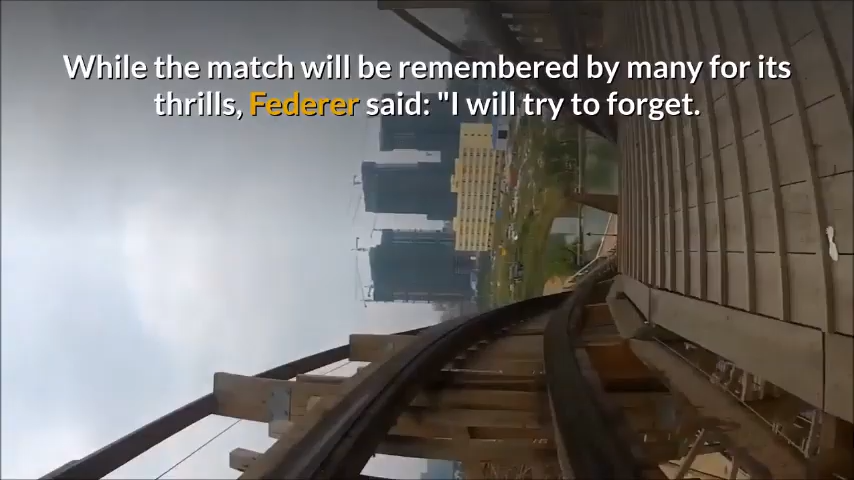 While the match will be remembered by many for its
thrills, Federer said: "I will try to forget.